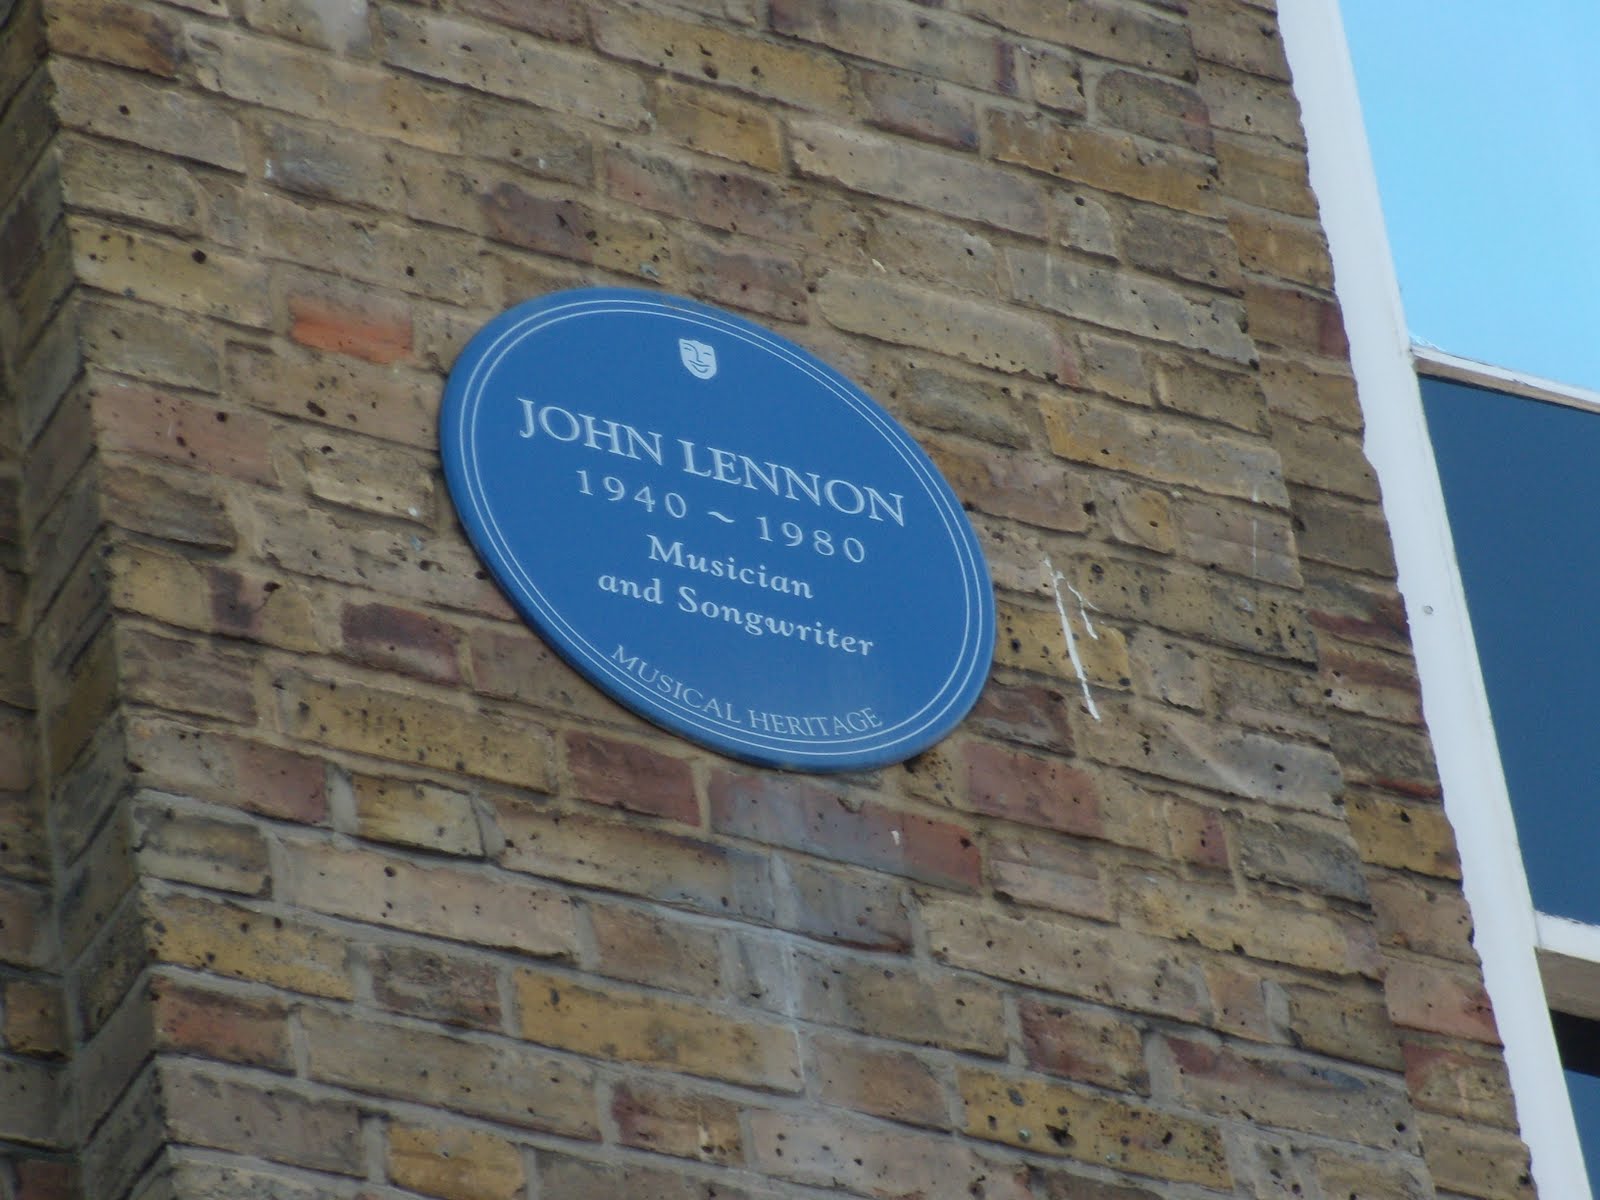 JOHN LENNON
1940 ~ 1980
Musician
and Songwriter
MUSICAL HERITAGE